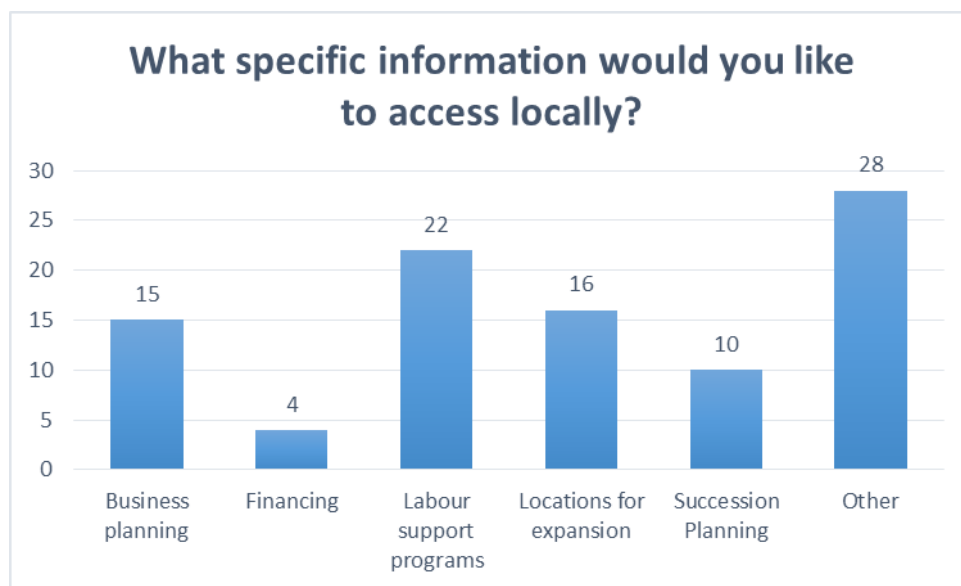 What specific information would you like
to access locally?
30
25
20
15
10
5
0
15
4
22
16
10
28
Business
planning
Financing
Labour
support
programs
Locations for
expansion
Succession
Planning
Other